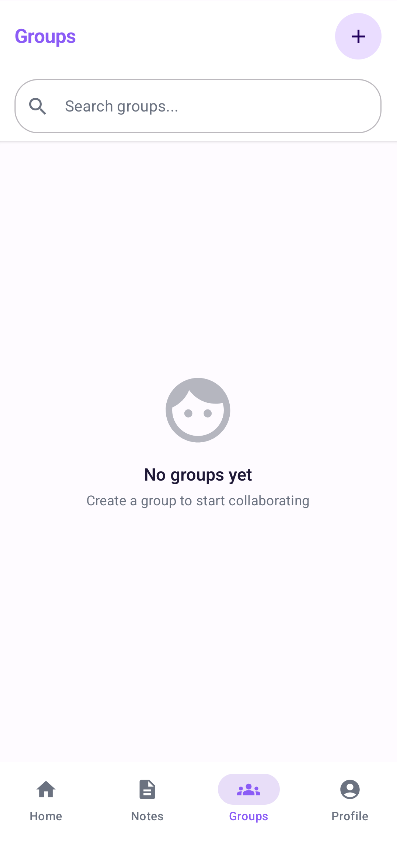 Groups
Search groups...
No groups yet
Create a group to start collaborating
Home
Notes
Groups
Profile